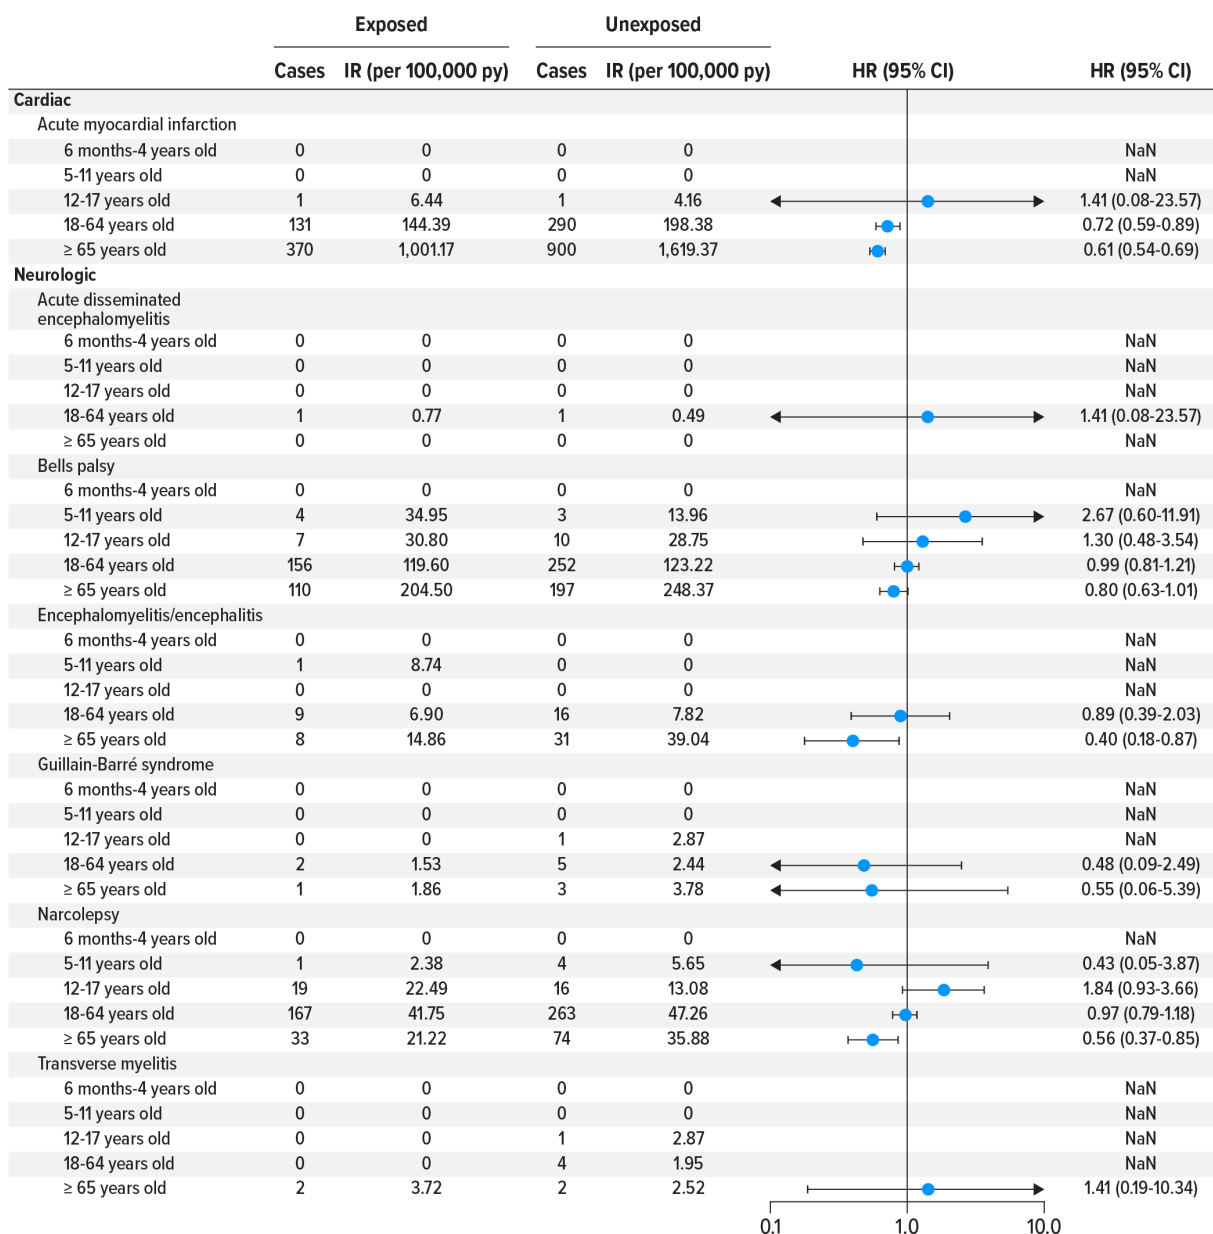 Exposed Unexposed
Cases IR (per 100,000 py) Cases IR (per 100,000 py) HR (95% CI) HR (95% CI)
Cardiac
Acute myocardial infarction
6 months-4 years old 0 0 0 0 NaN
5-11 years old 0 0 0 0 NaN
12-17 years old 1 6.44 1 4.16 1.41 (0.08-23.57)
18-64 years old 131 144.39 290 198.38 0.72 (0.59-0.89)
≥ 65 years old 370 1,001.17 900 1,619.37 0.61 (0.54-0.69)
Neurologic
Acute disseminated
encephalomyelitis
6 months-4 years old 0 0 0 0 NaN
5-11 years old 0 0 0 0 NaN
12-17 years old 0 0 0 0 NaN
18-64 years old 1 0.77 1 0.49 1.41 (0.08-23.57)
≥ 65 years old 0 0 0 0 NaN
Bells palsy
6 months-4 years old 0 0 0 0 NaN
5-11 years old 4 34.95 3 13.96 2.67 (0.60-11.91)
12-17 years old 7 30.80 10 28.75 1.30 (0.48-3.54)
18-64 years old 156 119.60 252 123.22 0.99 (0.81-1.21)
≥ 65 years old 110 204.50 197 248.37 0.80 (0.63-1.01)
Encephalomyelitis/encephalitis
6 months-4 years old 0 0 0 0 NaN
5-11 years old 1 8.74 0 0 NaN
12-17 years old 0 0 0 0 NaN
18-64 years old 9 6.90 16 7.82 0.89 (0.39-2.03)
≥ 65 years old 8 14.86 31 39.04 0.40 (0.18-0.87)
Guillain-Barré syndrome
6 months-4 years old 0 0 0 0 NaN
5-11 years old 0 0 0 0 NaN
12-17 years old 0 0 1 2.87 NaN
18-64 years old 2 1.53 5 2.44 0.48 (0.09-2.49)
≥ 65 years old 1 1.86 3 3.78 0.55 (0.06-5.39)
Narcolepsy
6 months-4 years old 0 0 0 0 NaN
5-11 years old 1 2.38 4 5.65 0.43 (0.05-3.87)
12-17 years old 19 22.49 16 13.08 1.84 (0.93-3.66)
18-64 years old 167 41.75 263 47.26 0.97 (0.79-1.18)
≥ 65 years old 33 21.22 74 35.88 0.56 (0.37-0.85)
Transverse myelitis
6 months-4 years old 0 0 0 0 NaN
5-11 years old 0 0 0 0 NaN
12-17 years old 0 0 1 2.87 NaN
18-64 years old 0 0 4 1.95 NaN
≥ 65 years old 2 3.72 2 2.52 1.41 (0.19-10.34)
0.1 1.0 10.0